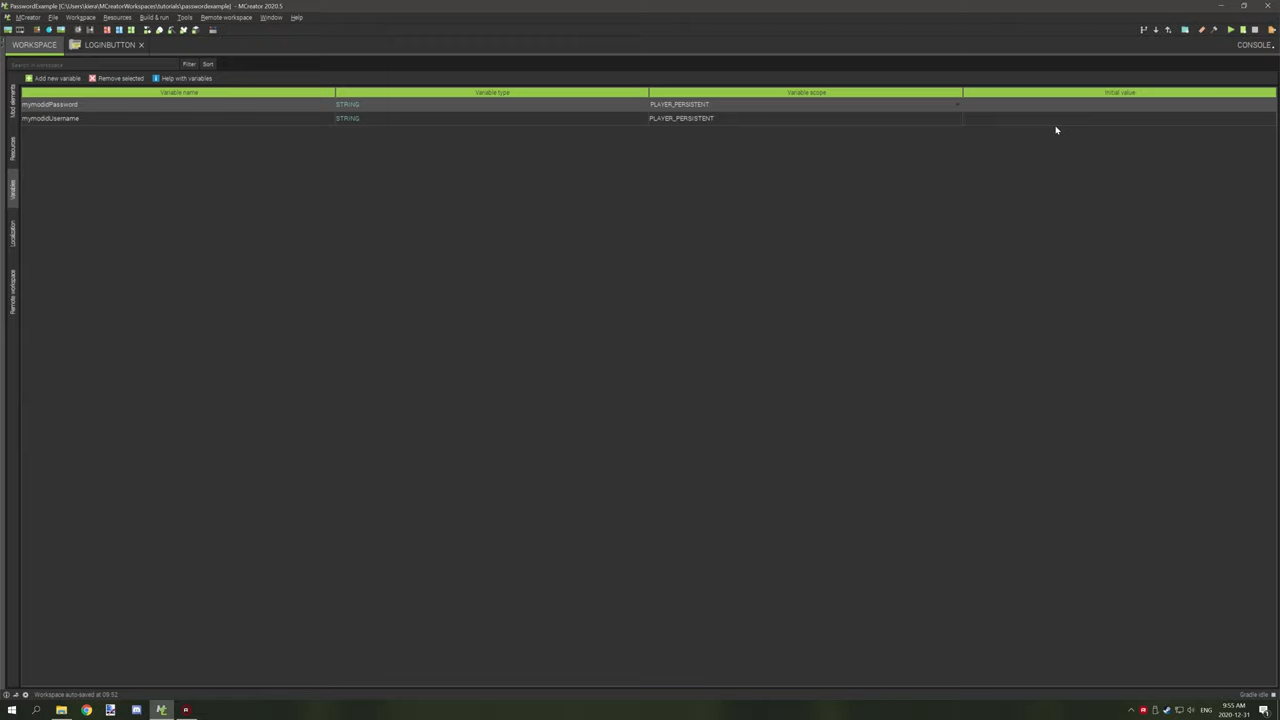 PasswordExample [C:\Users\kiera\MCreatorWorkspaces\tutorials\passwordexample] - MCreator 2020.5
MCreator File Workspace Resources Build & run Tools Remote workspace Window Help
WORKSPACE LOGINBUTTON CONSOLE
Search in workspace Filter Sort
Add new variable Remove selected Help with variables
Variable name Variable type Variable scope Initial value
mymodidPassword STRING PLAYER_PERSISTENT
mymodidUsername STRING PLAYER_PERSISTENT
Mod elements
Resources
Variables
Localization
Remote workspace
Workspace auto-saved at 09:52 Gradle idle
ENG 9:55 AM
2020-12-31